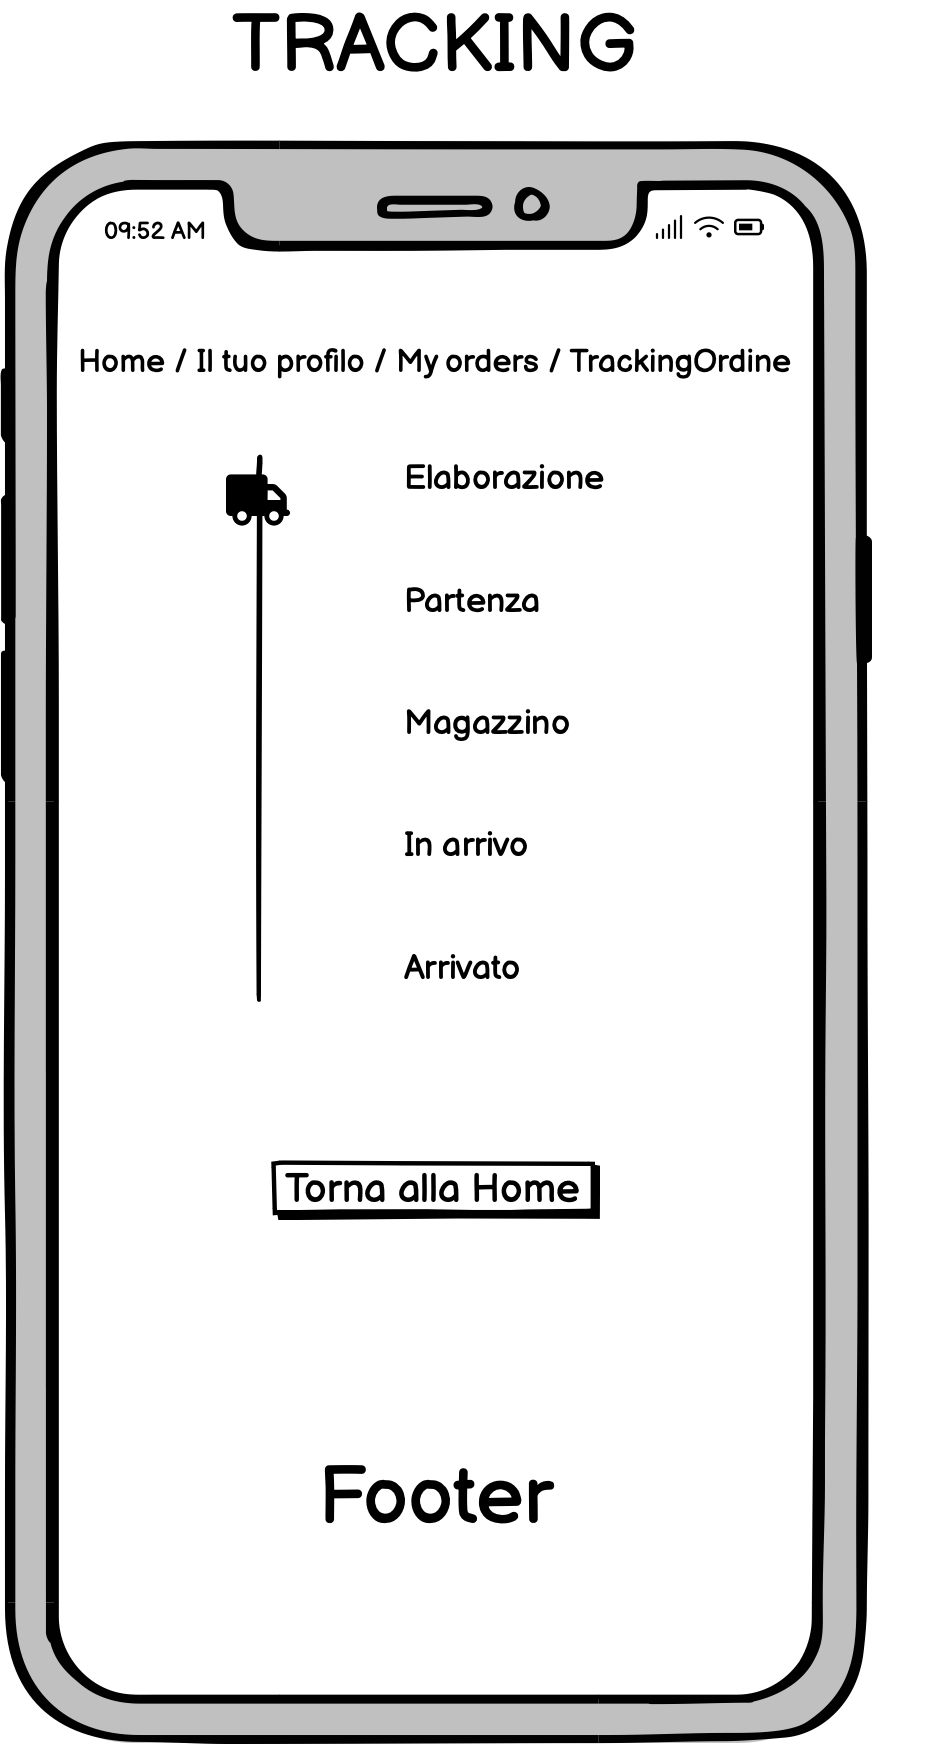 TRACKING
09:52 AM
Home / Il tuo profilo / My orders / TrackingOrdine
Elaborazione
Partenza
Magazzino
In arrivo
Arrivato
Torna alla Home
Footer